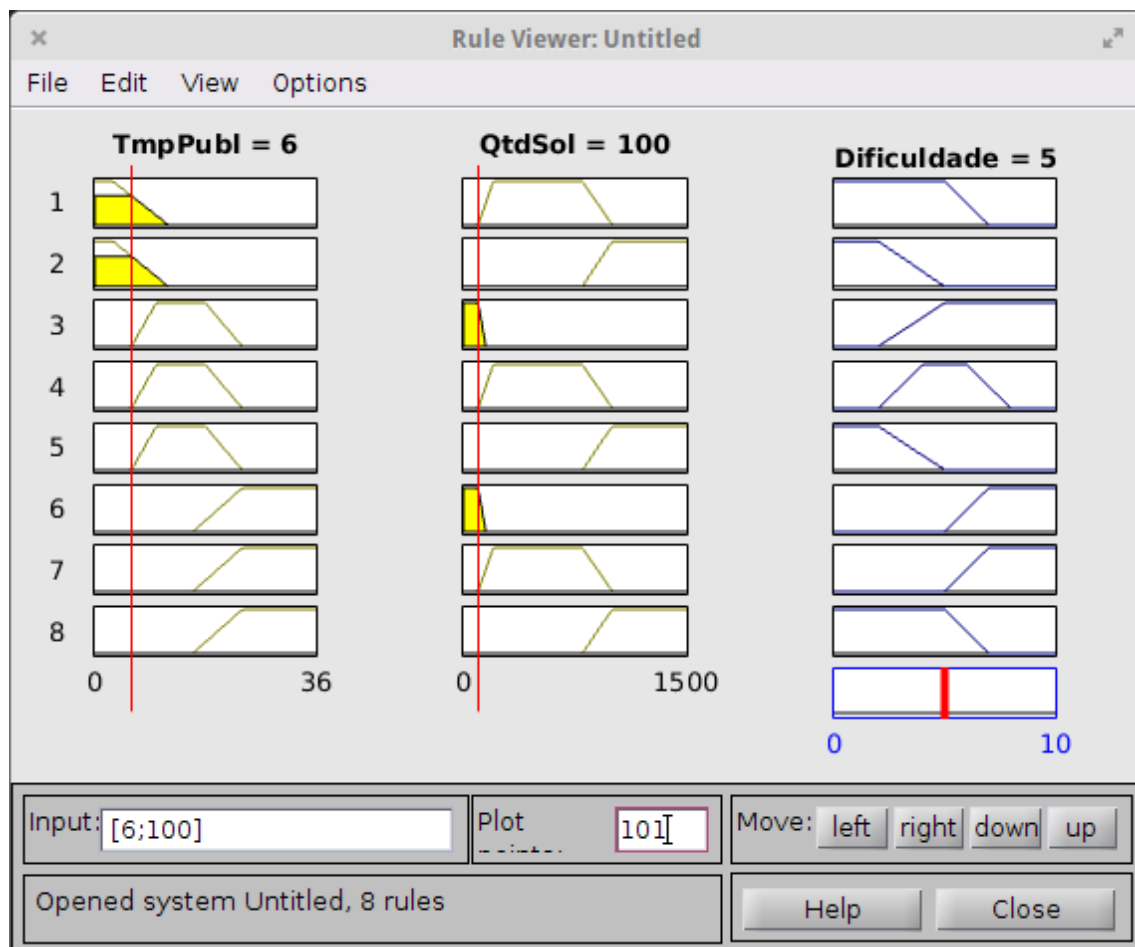 Rule Viewer: Untitled
File Edit View Options
TmpPubl = 6 QtdSol = 100 Dificuldade = 5
1
2
3
4
5
6
7
8
0 36 0 1500
0 10
Input: [6;100] Plot 101 Move: left right down up
points:
Opened system Untitled, 8 rules Help Close